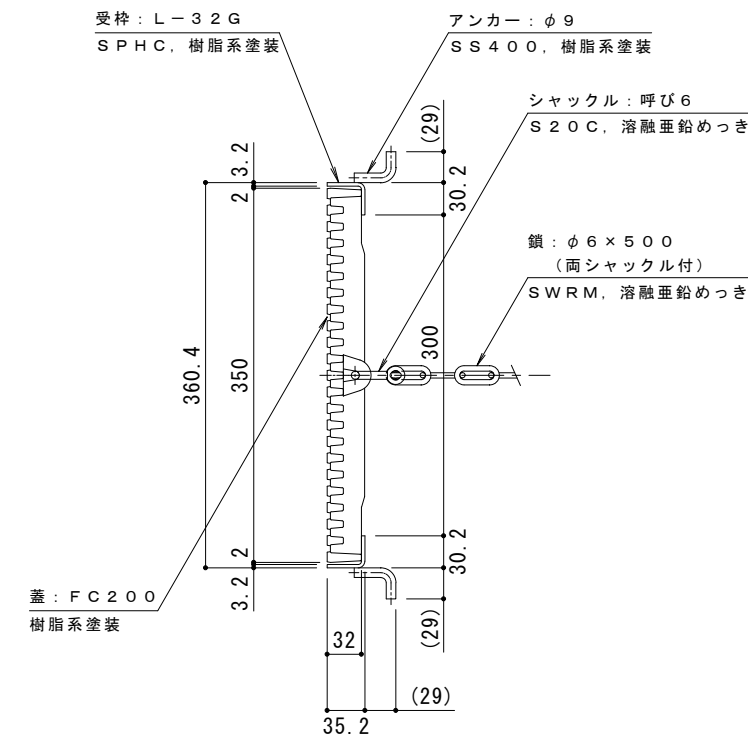 受枠：L－32G
SPHC，樹脂系塗装
アンカー：φ9
SS400，樹脂系塗装
シャックル：呼び6
S20C，溶融亜鉛めっき
鎖：φ6×500
（両シャックル付）
SWRM，溶融亜鉛めっき
蓋：FC200
樹脂系塗装
(29)
3.2
2
30.2
360.4
350
300
2
3.2
30.2
(29)
32
(29)
35.2